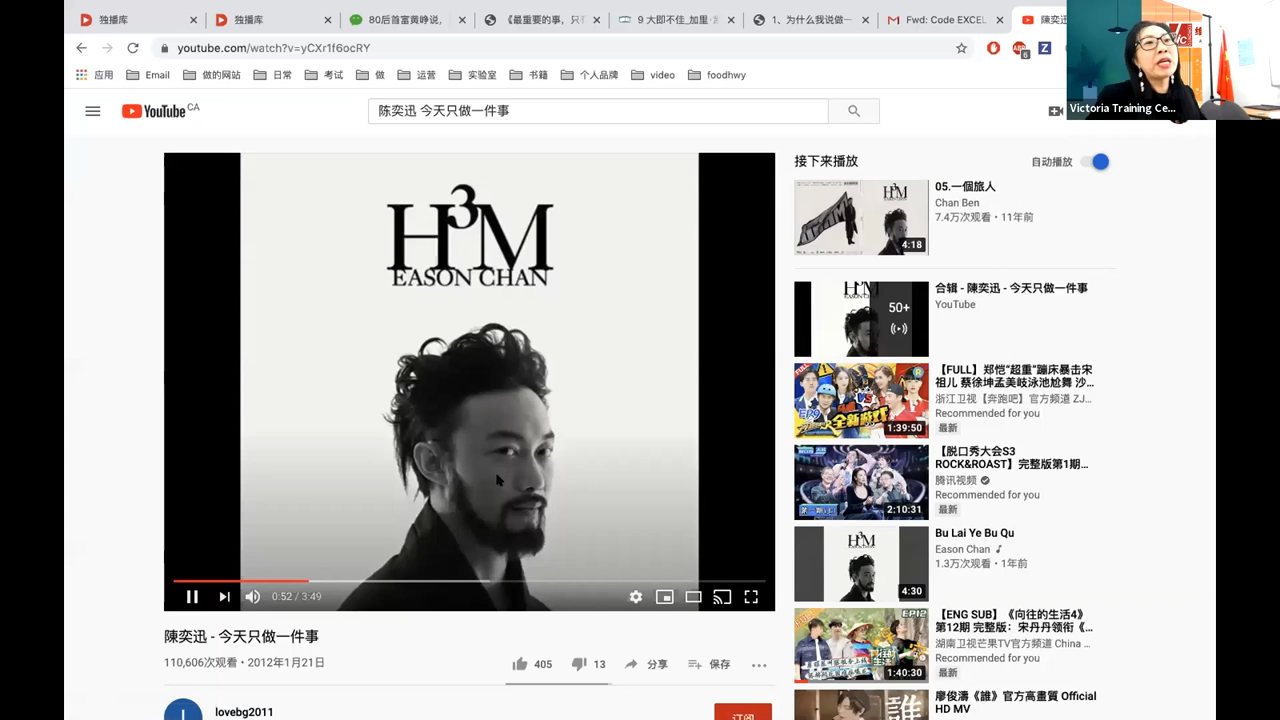 独播库
独播库
80后首富黄峥说,
《最重要的事，只有
9 大即不佳_加里·
1、为什么我说做一
Fwd: Code EXCEL
陳奕迅
youtube.com/watch?v=yCXr1f6ocRY
应用
Email
做的网站
日常
考试
做
运营
实验室
书籍
个人品牌
video
foodhwy
Victoria Training Ce...
YouTube CA
陈奕迅 今天只做一件事
H3M
EASON CHAN
0:52 / 3:49
陳奕迅 - 今天只做一件事
110,606次观看 • 2012年1月21日
405
13
分享
保存
lovebg2011
订阅
接下来播放
自动播放
05.一個旅人
Chan Ben
7.4万次观看 • 11年前
4:18
合辑 - 陳奕迅 - 今天只做一件事
YouTube
50+
【FULL】郑恺“超重”蹦床暴击宋
祖儿 蔡徐坤孟美岐泳池尬舞 沙...
浙江卫视【奔跑吧】官方频道 ZJ...
Recommended for you
最新
EP9
全新游戏
1:39:50
【脱口秀大会S3
ROCK&ROAST】完整版第1期...
腾讯视频
Recommended for you
最新
2:10:31
Bu Lai Ye Bu Qu
Eason Chan
1.3万次观看 • 1年前
4:30
【ENG SUB】《向往的生活4》
第12期 完整版：宋丹丹领衔《...
湖南卫视芒果TV官方频道 China ...
Recommended for you
最新
EP12
1:40:30
廖俊濤《誰》官方高畫質 Official
HD MV
誰